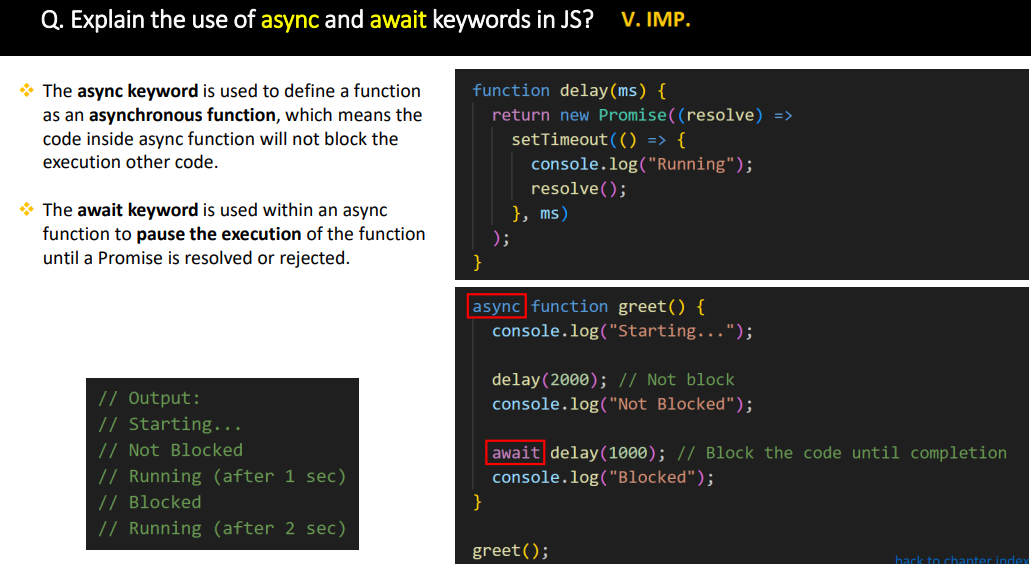 Q. Explain the use of async and await keywords in JS? V. IMP.
❖ The async keyword is used to define a function
as an asynchronous function, which means the
code inside async function will not block the
execution other code.
❖ The await keyword is used within an async
function to pause the execution of the function
until a Promise is resolved or rejected.
// Output:
// Starting...
// Not Blocked
// Running (after 1 sec)
// Blocked
// Running (after 2 sec)
function delay(ms) {
  return new Promise((resolve) =>
    setTimeout(() => {
      console.log("Running");
      resolve();
    }, ms)
  );
}
async function greet() {
  console.log("Starting...");
  delay(2000); // Not block
  console.log("Not Blocked");
  await delay(1000); // Block the code until completion
  console.log("Blocked");
}
greet();
back to chapter index